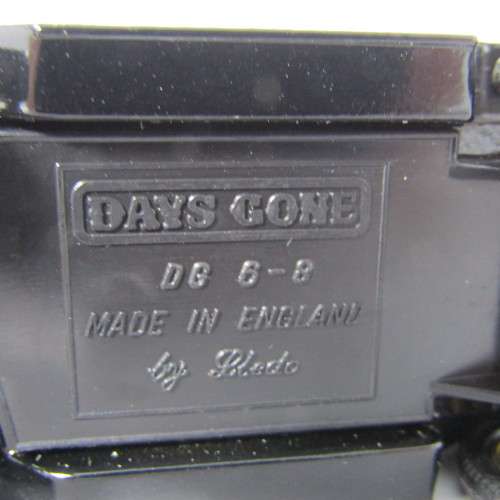 DAYS GONE
DG 6-8
MADE IN ENGLAND
by Lledo